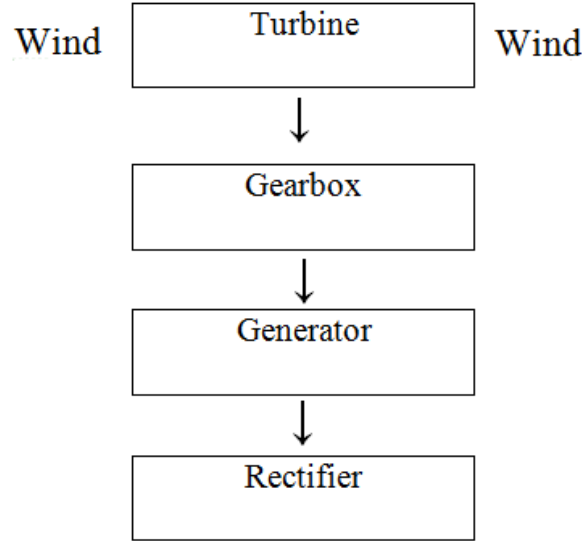 Turbine
Wind
Wind
Gearbox
Generator
Rectifier